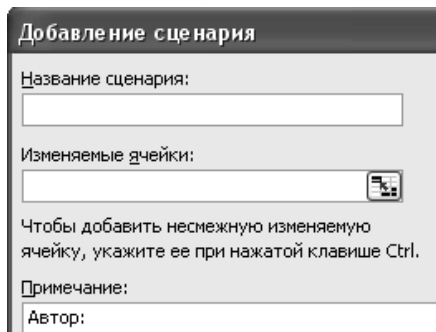 Добавление сценария
Название сценария:
Изменяемые ячейки:
Чтобы добавить несмежную изменяемую
ячейку, укажите ее при нажатой клавише Ctrl.
Примечание:
Автор: